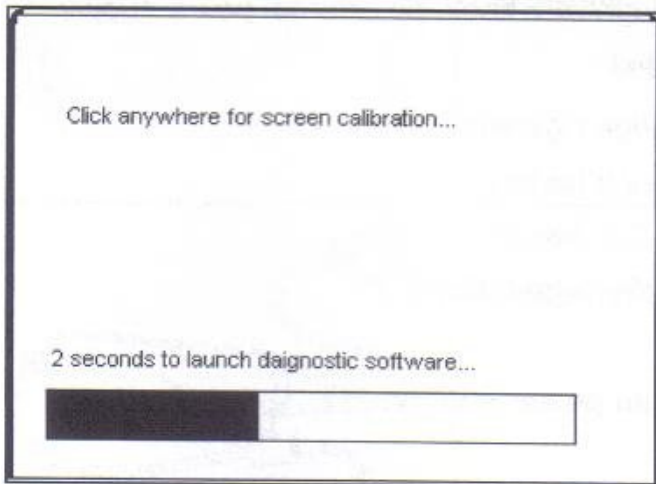 Click anywhere for screen calibration...
2 seconds to launch daignostic software...